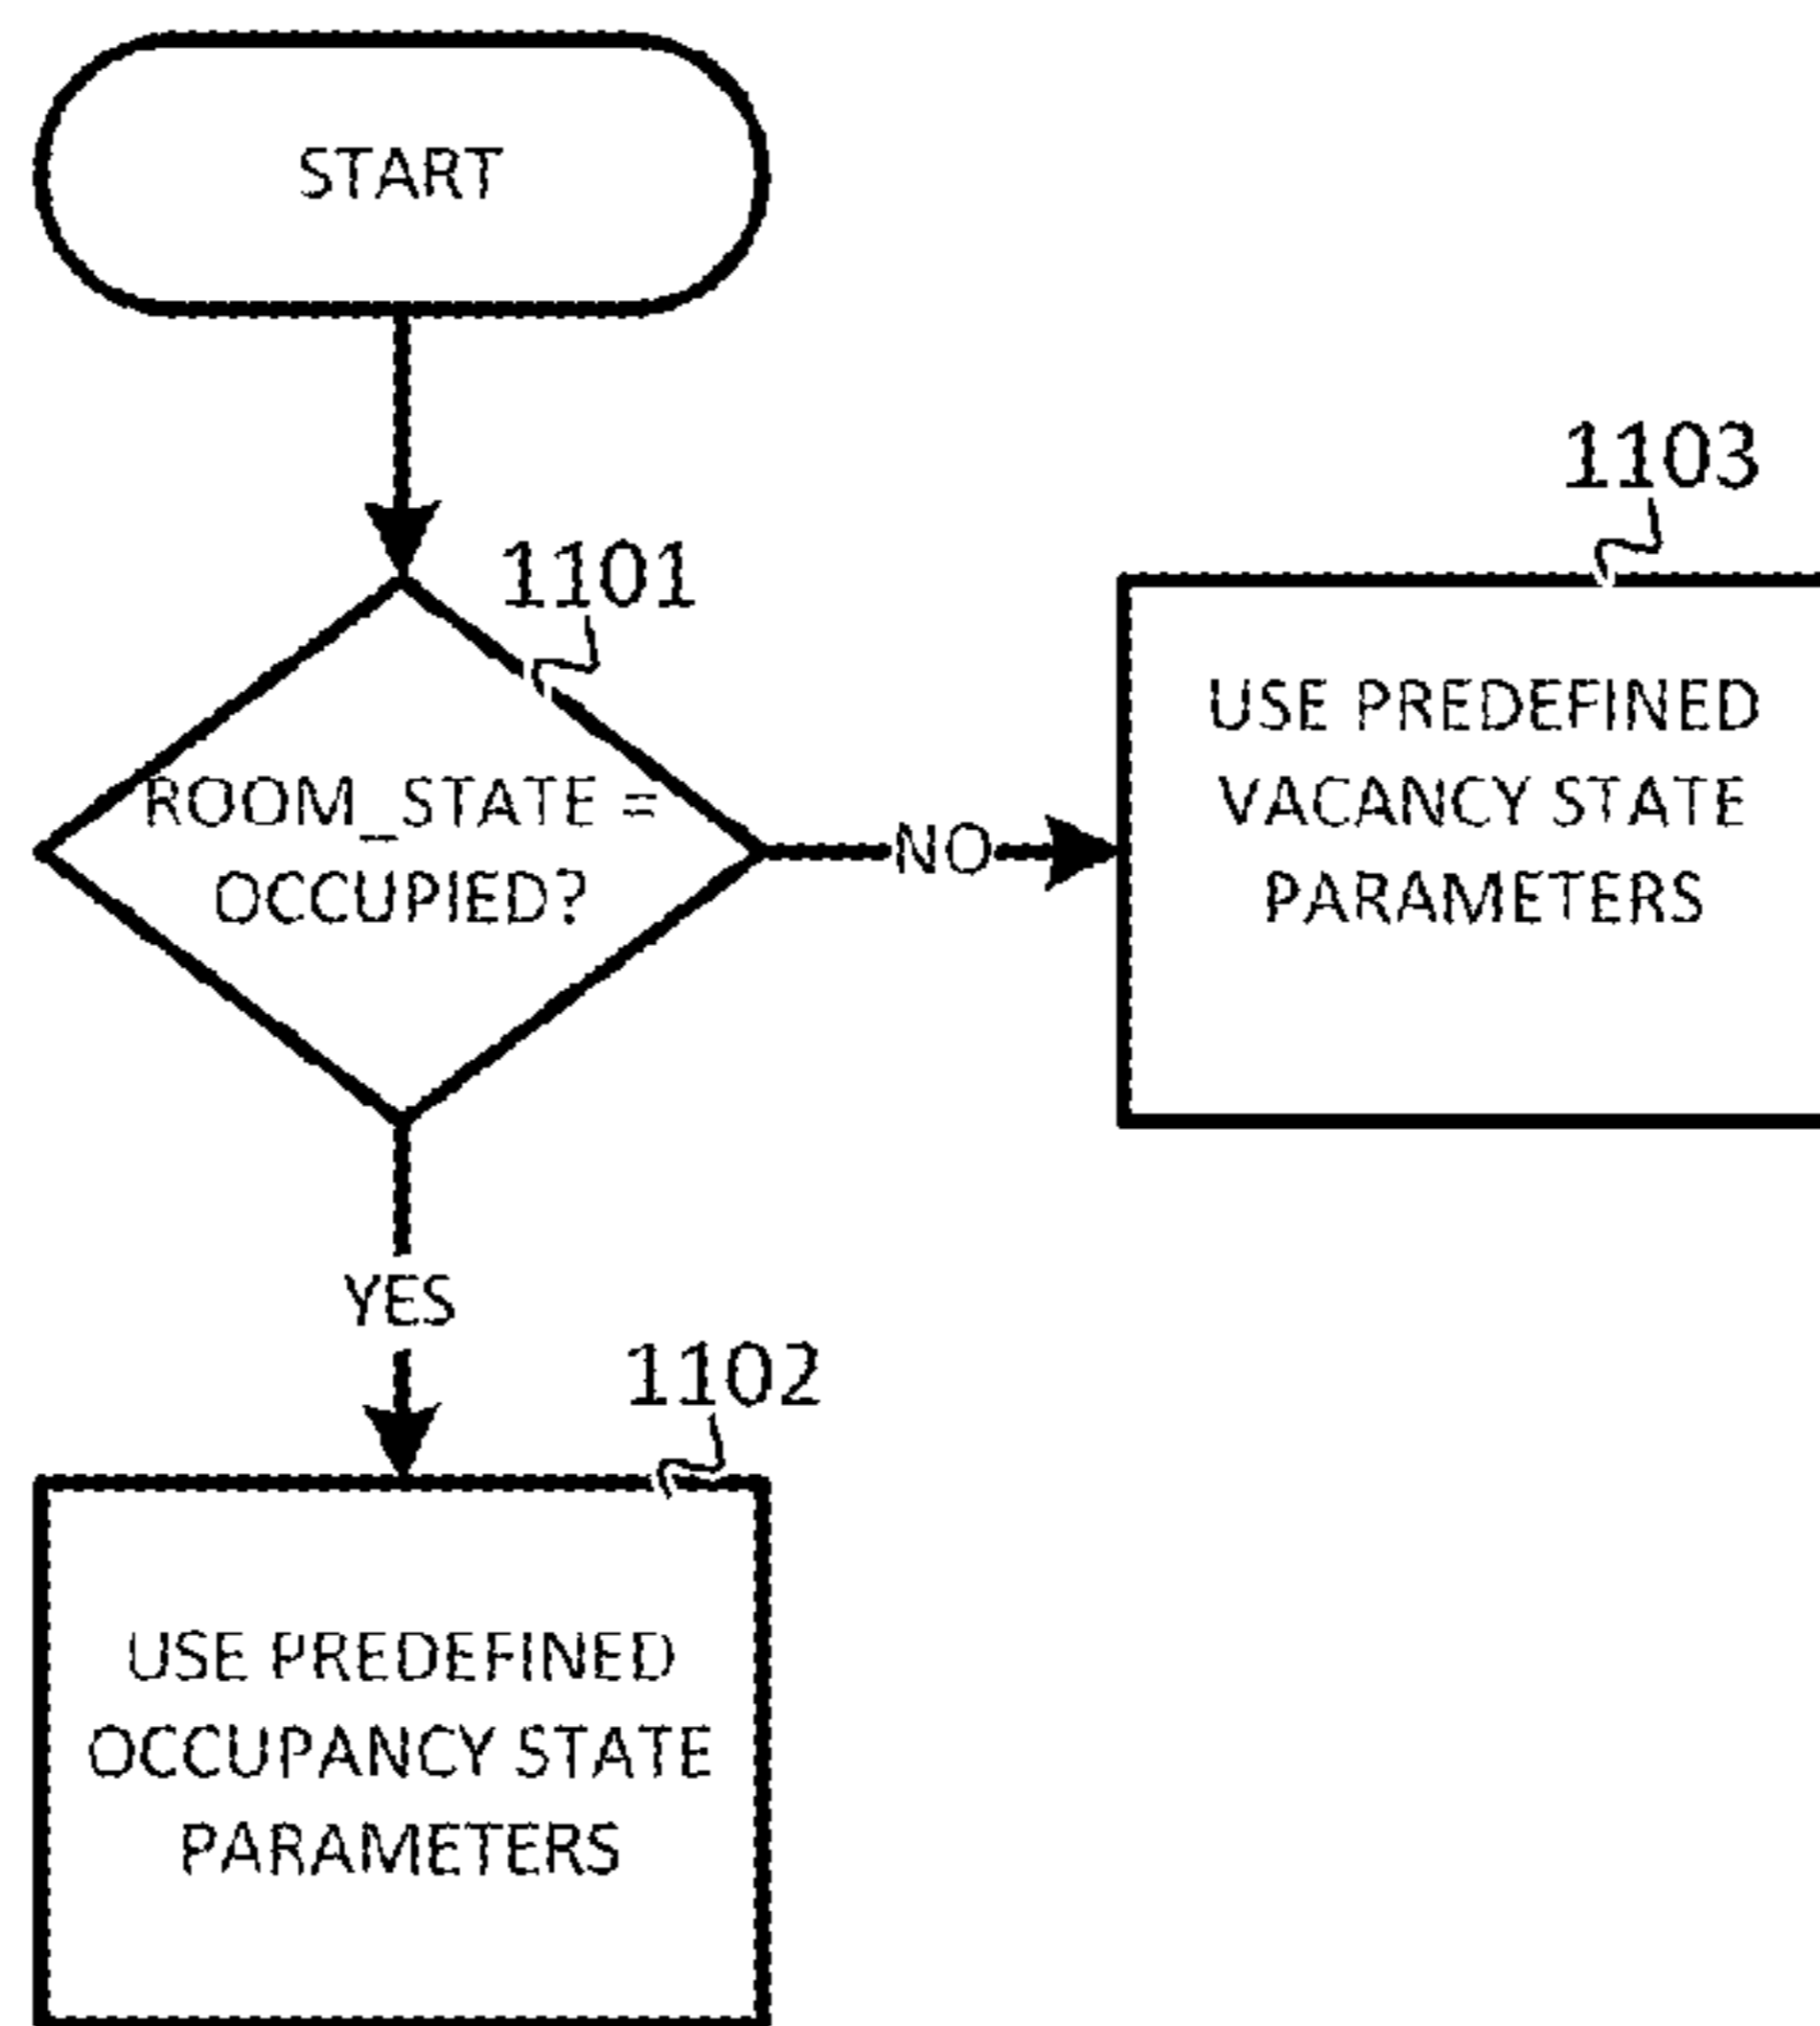 START
1101
ROOM_STATE =
OCCUPIED?
NO
1103
USE PREDEFINED
VACANCY STATE
PARAMETERS
YES
1102
USE PREDEFINED
OCCUPANCY STATE
PARAMETERS